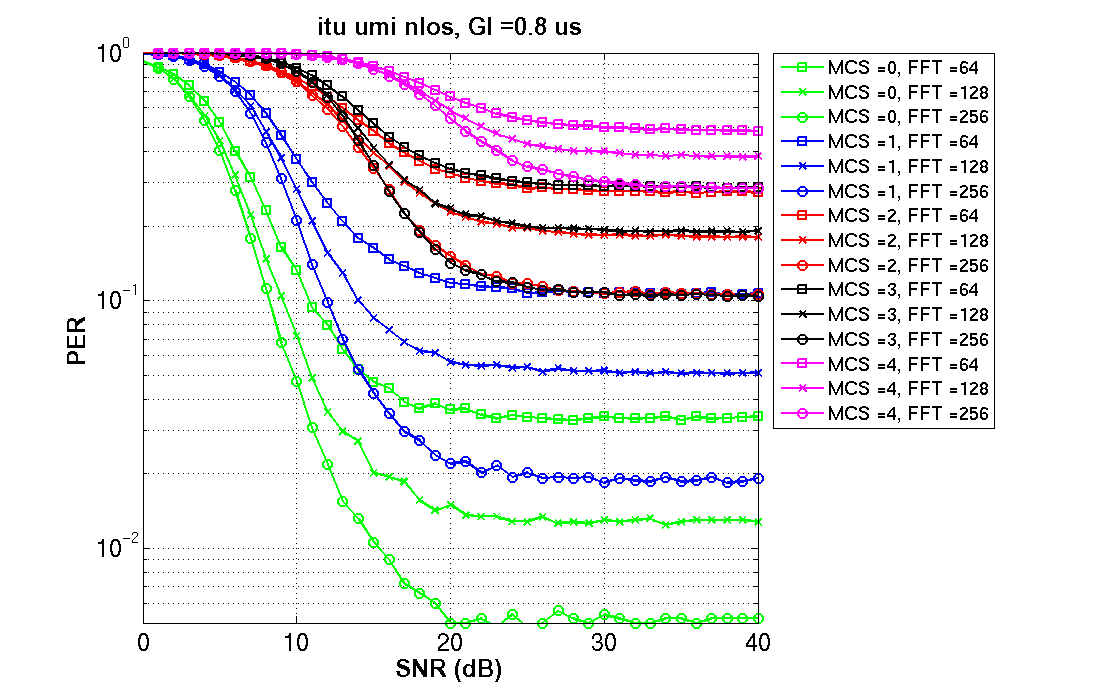 itu umi nlos, GI =0.8 us
10^0
10^-1
10^-2
PER
0
10
20
30
40
SNR (dB)
MCS =0, FFT =64
MCS =0, FFT =128
MCS =0, FFT =256
MCS =1, FFT =64
MCS =1, FFT =128
MCS =1, FFT =256
MCS =2, FFT =64
MCS =2, FFT =128
MCS =2, FFT =256
MCS =3, FFT =64
MCS =3, FFT =128
MCS =3, FFT =256
MCS =4, FFT =64
MCS =4, FFT =128
MCS =4, FFT =256